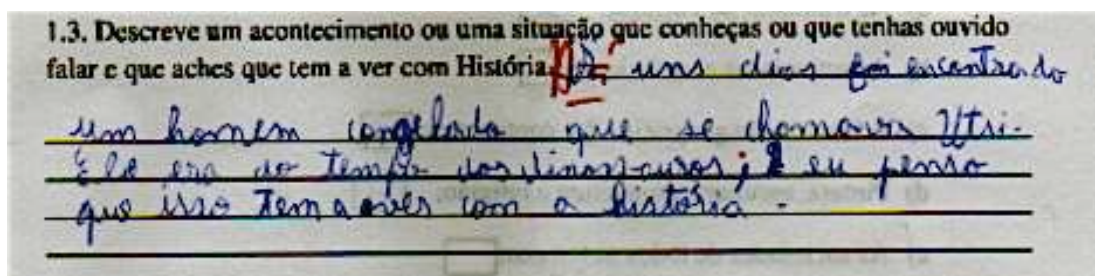 1.3. Descreve um acontecimento ou uma situação que conheças ou que tenhas ouvido
falar e que aches que tem a ver com História. Há uns dias foi encontrado
um homem congelado que se chamava Utri.
Ele era do tempo dos dinossauros; e eu penso
que isso tem a aver com a história.